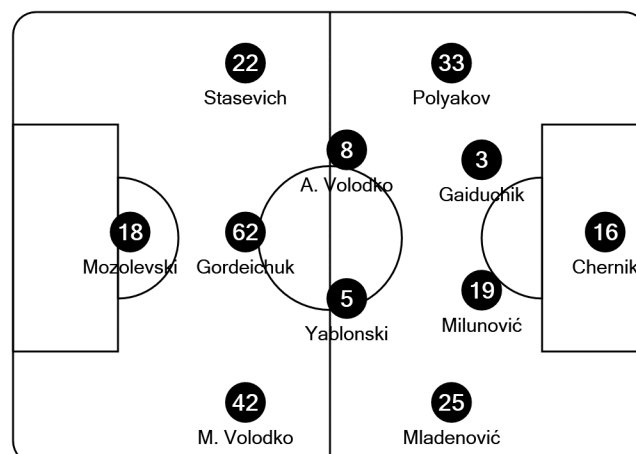 22
Stasevich
33
Polyakov
8
A. Volodko
3
Gaiduchik
18
Mozolevski
62
Gordeichuk
16
Chernik
5
Yablonski
19
Milunović
42
M. Volodko
25
Mladenović